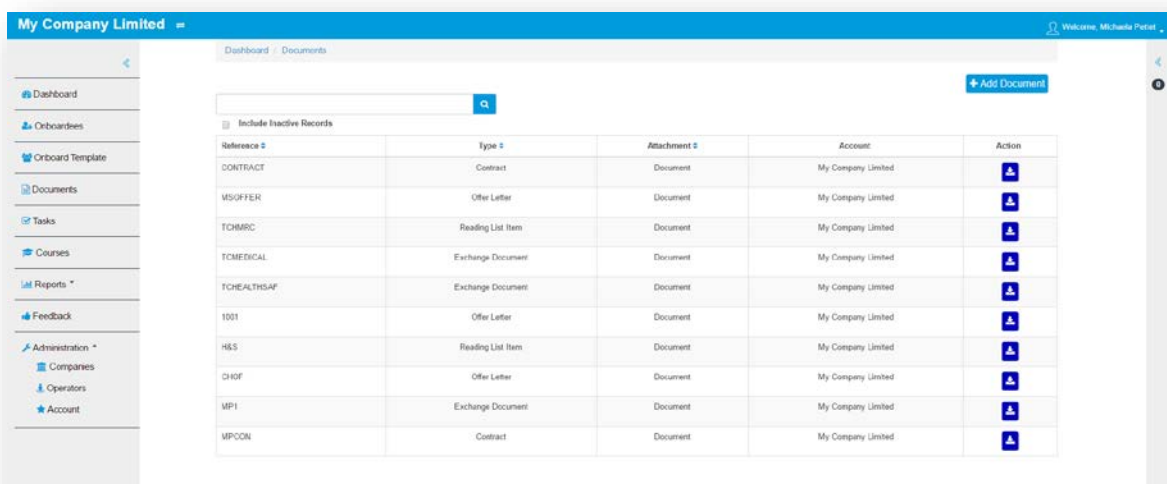 My Company Limited
Welcome, Michaela Petiet
Dashboard / Documents
Dashboard
Onboardees
Onboard Template
Documents
Tasks
Courses
Reports
Feedback
Administration
Companies
Operators
Account
+ Add Document
0
Include Inactive Records
Reference Type Attachment Account Action
CONTRACT Contract Document My Company Limited
MSOFFER Offer Letter Document My Company Limited
TCHMRC Reading List Item Document My Company Limited
TCMEDICAL Exchange Document Document My Company Limited
TCHEALTHSAF Exchange Document Document My Company Limited
1001 Offer Letter Document My Company Limited
H&S Reading List Item Document My Company Limited
CHOF Offer Letter Document My Company Limited
MP1 Exchange Document Document My Company Limited
MPCON Contract Document My Company Limited